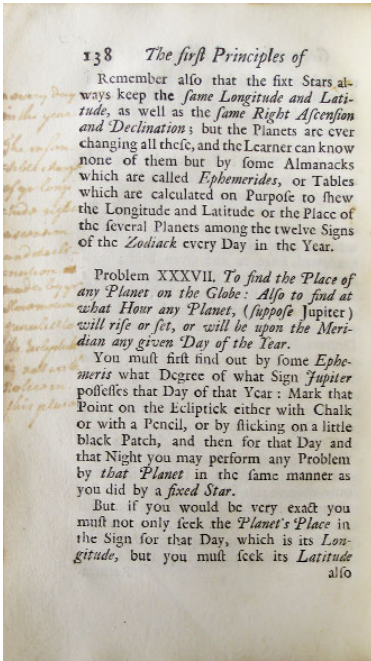 138 The first Principles of
Remember also that the fixt Stars al-
ways keep the same Longitude and Lati-
tude, as well as the same Right Ascension
and Declination; but the Planets are ever
changing all these, and the Learner can know
none of them but by some Almanacks
which are called Ephemerides, or Tables
which are calculated on Purpose to shew
the Longitude and Latitude or the Place of
the several Planets among the twelve Signs
of the Zodiack every Day in the Year.
Problem XXXVII. To find the Place of
any Planet on the Globe: Also to find at
what Hour any Planet, (suppose Jupiter)
will rise or set, or will be upon the Meri-
dian any given Day of the Year.
You must first find out by some Ephe-
meris what Degree of what Sign Jupiter
possesses that Day of that Year: Mark that
Point on the Ecliptick either with Chalk
or with a Pencil, or by sticking on a little
black Patch, and then for that Day and
that Night you may perform any Problem
by that Planet in the same manner as
you did by a fixed Star.
But if you would be very exact you
must not only seek the Planet's Place in
the Sign for that Day, which is its Lon-
gitude, but you must seek its Latitude
also